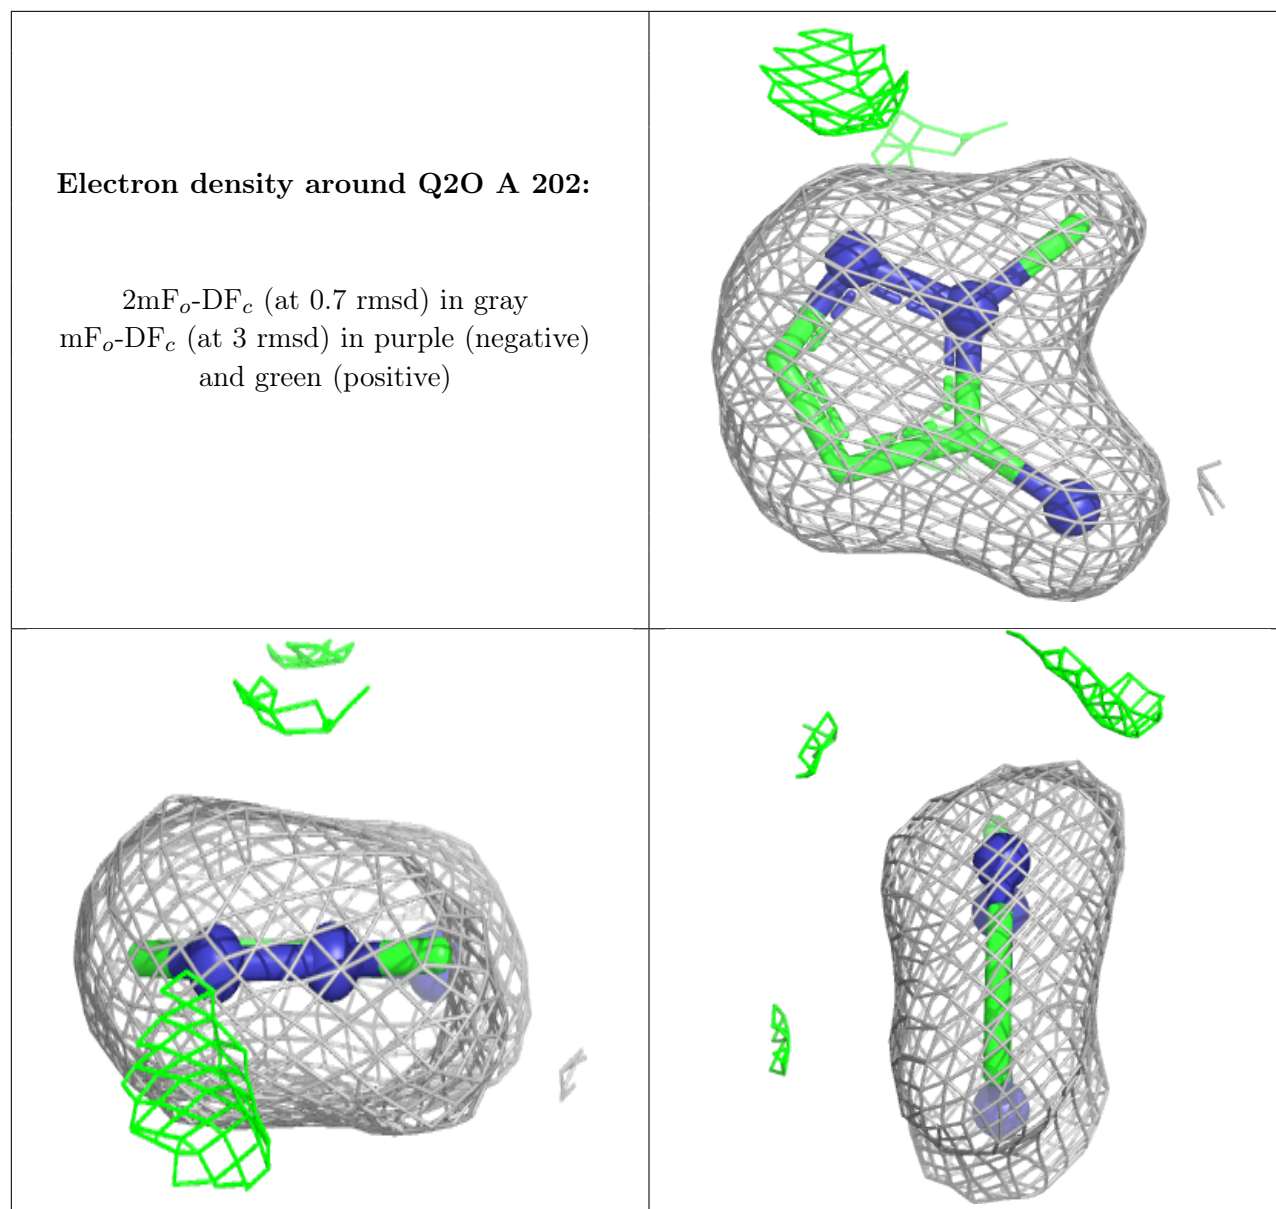 Electron density around Q2O A 202:
2mFo-DFc (at 0.7 rmsd) in gray
mFo-DFc (at 3 rmsd) in purple (negative)
and green (positive)